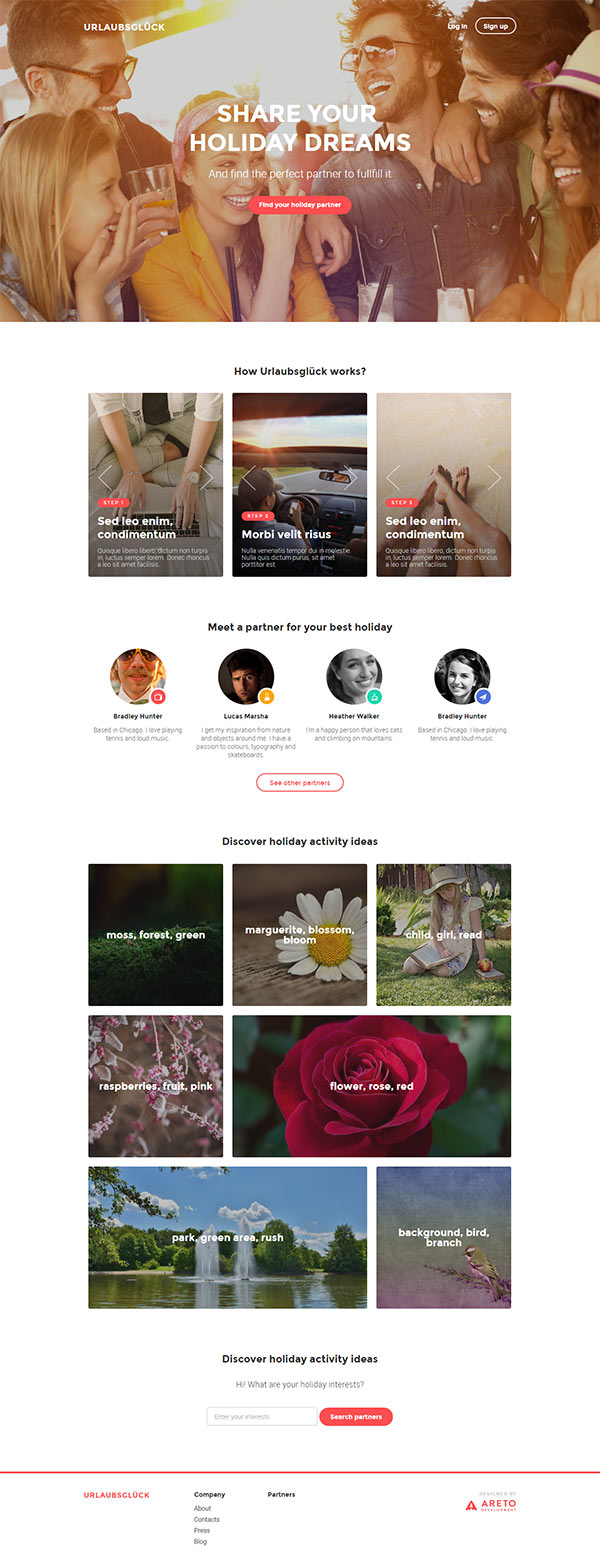 URLAUBSGLÜCK
Log in
Sign up
SHARE YOUR
HOLIDAY DREAMS
And find the perfect partner to fullfill it
Find your holiday partner
How Urlaubsglück works?
STEP 1
Sed leo enim,
condimentum
Quisque libero libero, dictum non turpis
in, luctus semper lorem. Donec rhoncus
a leo sit amet facilisis.
STEP 2
Morbi velit risus
Nulla venenatis tempor dui in molestie.
Nulla quis dictum purus, sit amet
porttitor est.
STEP 3
Sed leo enim,
condimentum
Quisque libero libero, dictum non turpis
in, luctus semper lorem. Donec rhoncus
a leo sit amet facilisis.
Meet a partner for your best holiday
Bradley Hunter
Based in Chicago. I love playing
tennis and loud music.
Lucas Marsha
I get my inspiration from nature
and objects around me. I have a
passion to colours, typography and
skateboards.
Heather Walker
I'm a happy person that loves cats
and climbing on mountains.
Bradley Hunter
Based in Chicago. I love playing
tennis and loud music.
See other partners
Discover holiday activity ideas
moss, forest, green
marguerite, blossom,
bloom
child, girl, read
raspberries, fruit, pink
flower, rose, red
park, green area, rush
background, bird,
branch
Discover holiday activity ideas
Hi! What are your holiday interests?
Enter your interests
Search partners
URLAUBSGLÜCK
Company
About
Contacts
Press
Blog
Partners
DESIGNED BY
ARETO
DEVELOPMENT